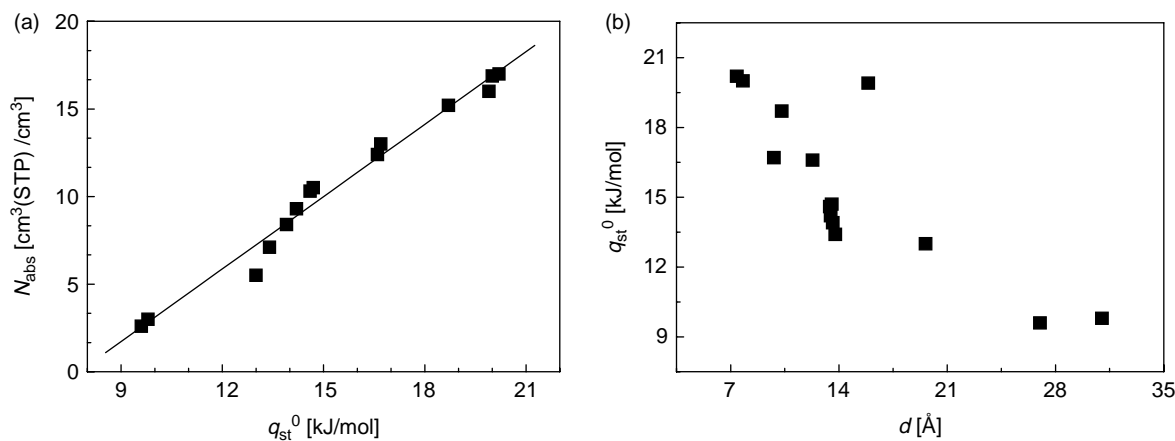 (a)
20
15
10
5
0
N_abs [cm³(STP) /cm³]
9 12 15 18 21
q_st⁰ [kJ/mol]
(b)
21
18
15
12
9
q_st⁰ [kJ/mol]
7 14 21 28 35
d [Å]